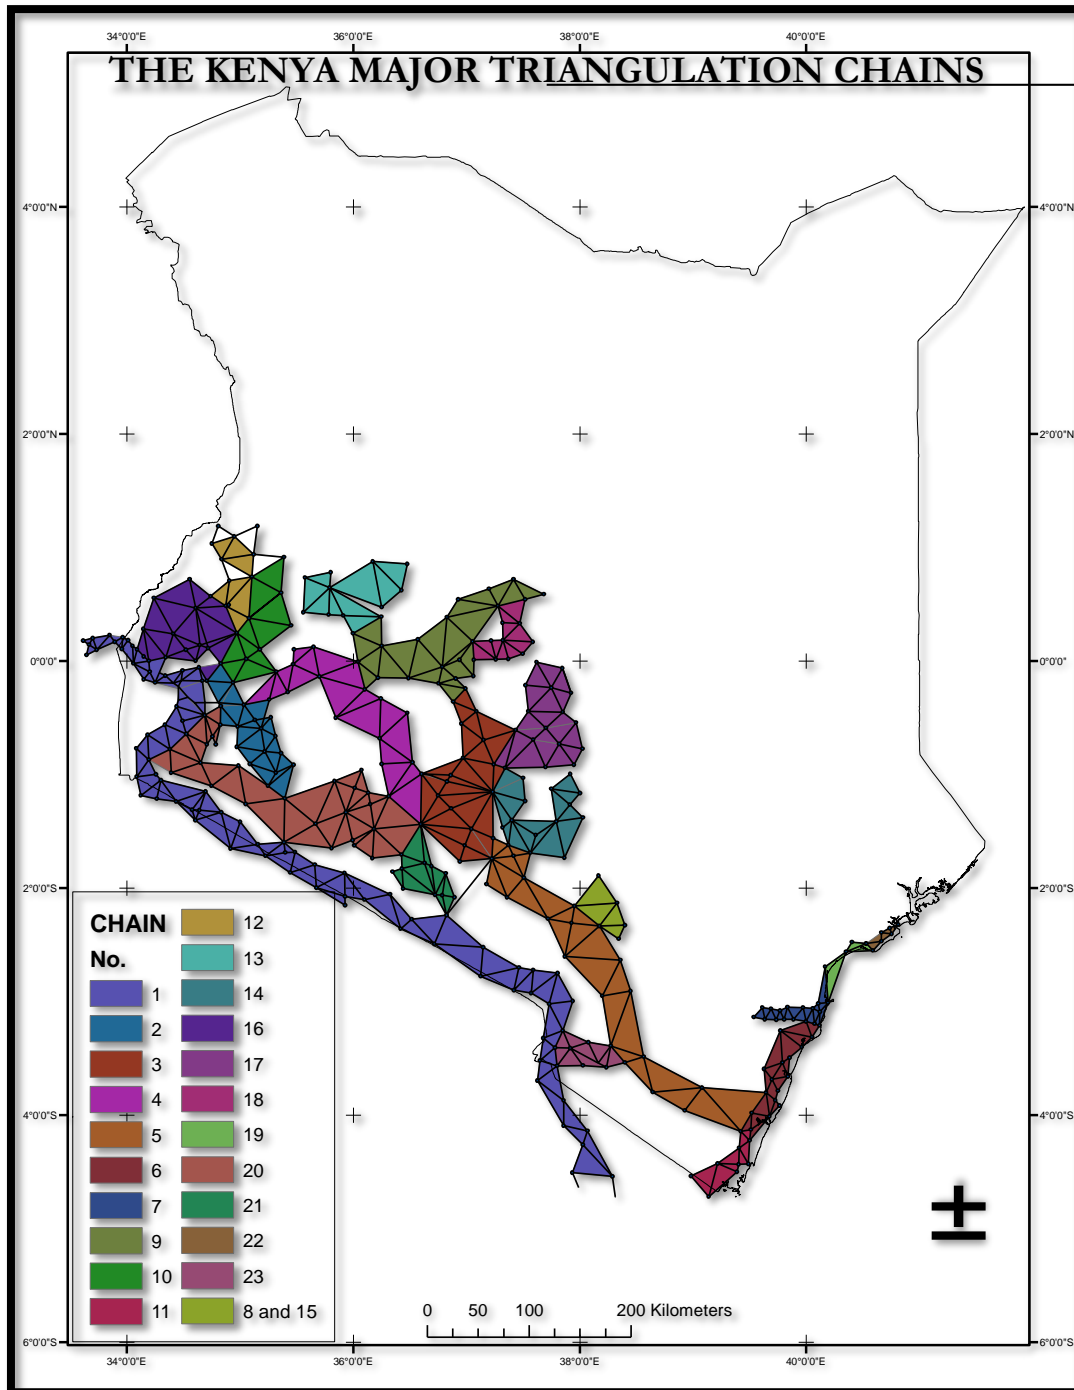 34°0'0"E 36°0'0"E 38°0'0"E 40°0'0"E
THE KENYA MAJOR TRIANGULATION CHAINS
4°0'0"N 4°0'0"N
2°0'0"N 2°0'0"N
0°0'0" 0°0'0"
2°0'0"S 2°0'0"S
4°0'0"S 4°0'0"S
6°0'0"S 6°0'0"S
CHAIN
No.
1
2
3
4
5
6
7
9
10
11
12
13
14
16
17
18
19
20
21
22
23
8 and 15
0 50 100 200 Kilometers
34°0'0"E 36°0'0"E 38°0'0"E 40°0'0"E